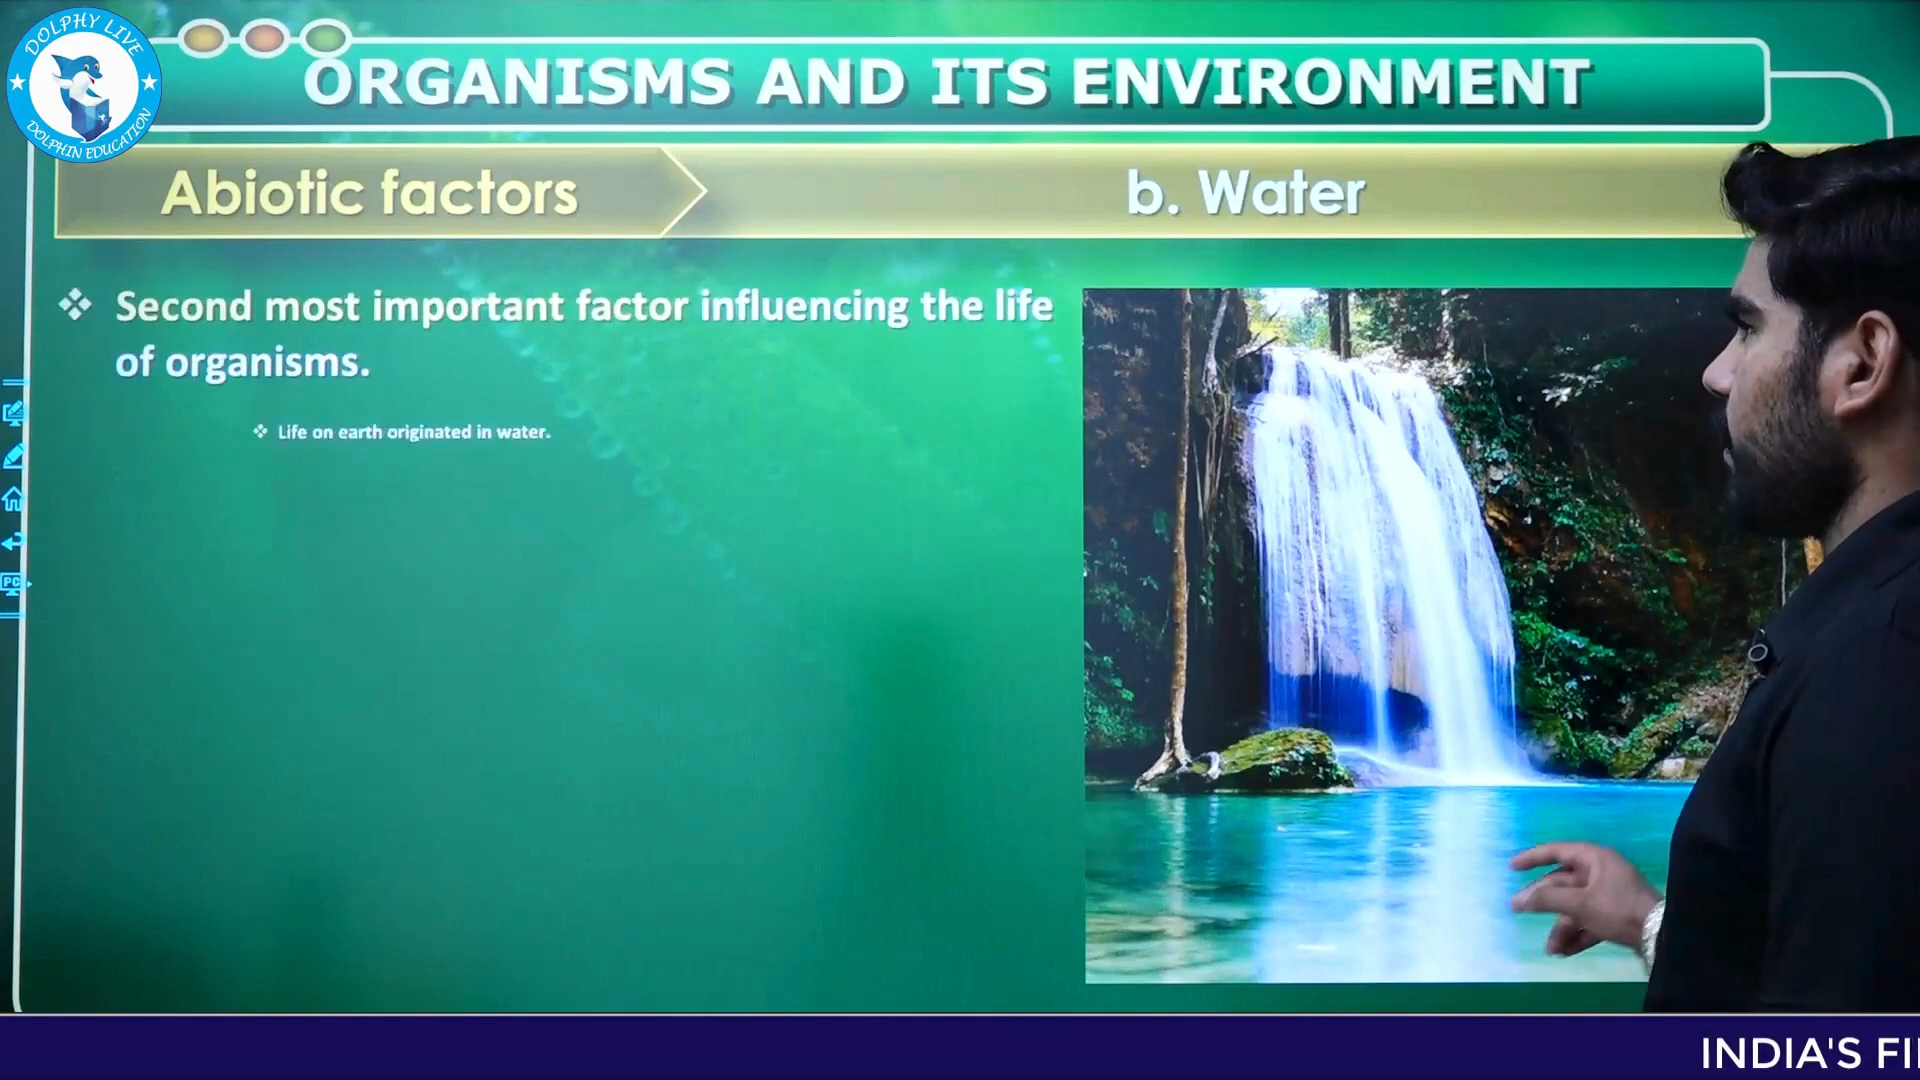 DOLPHY LIVE
DOLPHIN EDUCATION
ORGANISMS AND ITS ENVIRONMENT
Abiotic factors
b. Water
❖ Second most important factor influencing the life
of organisms.
❖ Life on earth originated in water.
PC
INDIA'S FI